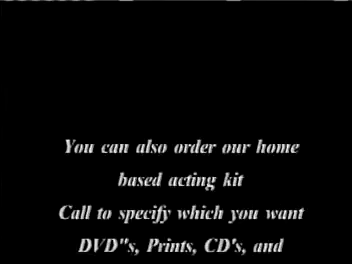 You can also order our home
based acting kit
Call to specify which you want
DVD"s, Prints, CD's, and